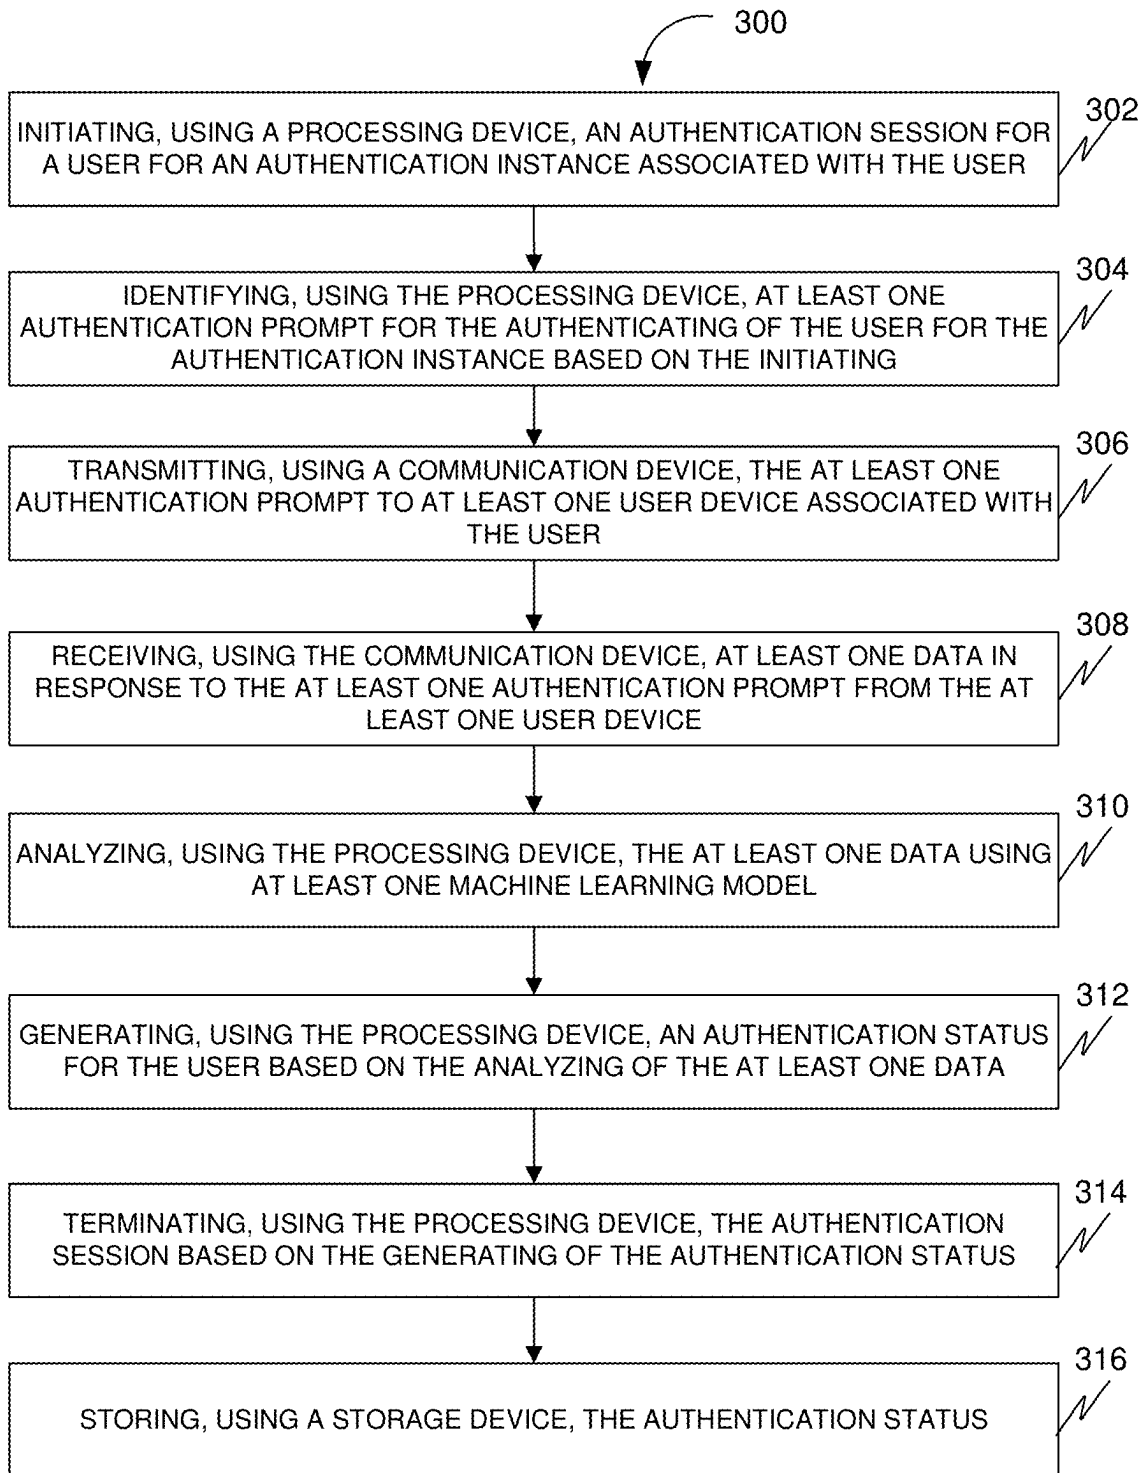 300
302
INITIATING, USING A PROCESSING DEVICE, AN AUTHENTICATION SESSION FOR
A USER FOR AN AUTHENTICATION INSTANCE ASSOCIATED WITH THE USER
304
IDENTIFYING, USING THE PROCESSING DEVICE, AT LEAST ONE
AUTHENTICATION PROMPT FOR THE AUTHENTICATING OF THE USER FOR THE
AUTHENTICATION INSTANCE BASED ON THE INITIATING
306
TRANSMITTING, USING A COMMUNICATION DEVICE, THE AT LEAST ONE
AUTHENTICATION PROMPT TO AT LEAST ONE USER DEVICE ASSOCIATED WITH
THE USER
308
RECEIVING, USING THE COMMUNICATION DEVICE, AT LEAST ONE DATA IN
RESPONSE TO THE AT LEAST ONE AUTHENTICATION PROMPT FROM THE AT
LEAST ONE USER DEVICE
310
ANALYZING, USING THE PROCESSING DEVICE, THE AT LEAST ONE DATA USING
AT LEAST ONE MACHINE LEARNING MODEL
312
GENERATING, USING THE PROCESSING DEVICE, AN AUTHENTICATION STATUS
FOR THE USER BASED ON THE ANALYZING OF THE AT LEAST ONE DATA
314
TERMINATING, USING THE PROCESSING DEVICE, THE AUTHENTICATION
SESSION BASED ON THE GENERATING OF THE AUTHENTICATION STATUS
316
STORING, USING A STORAGE DEVICE, THE AUTHENTICATION STATUS